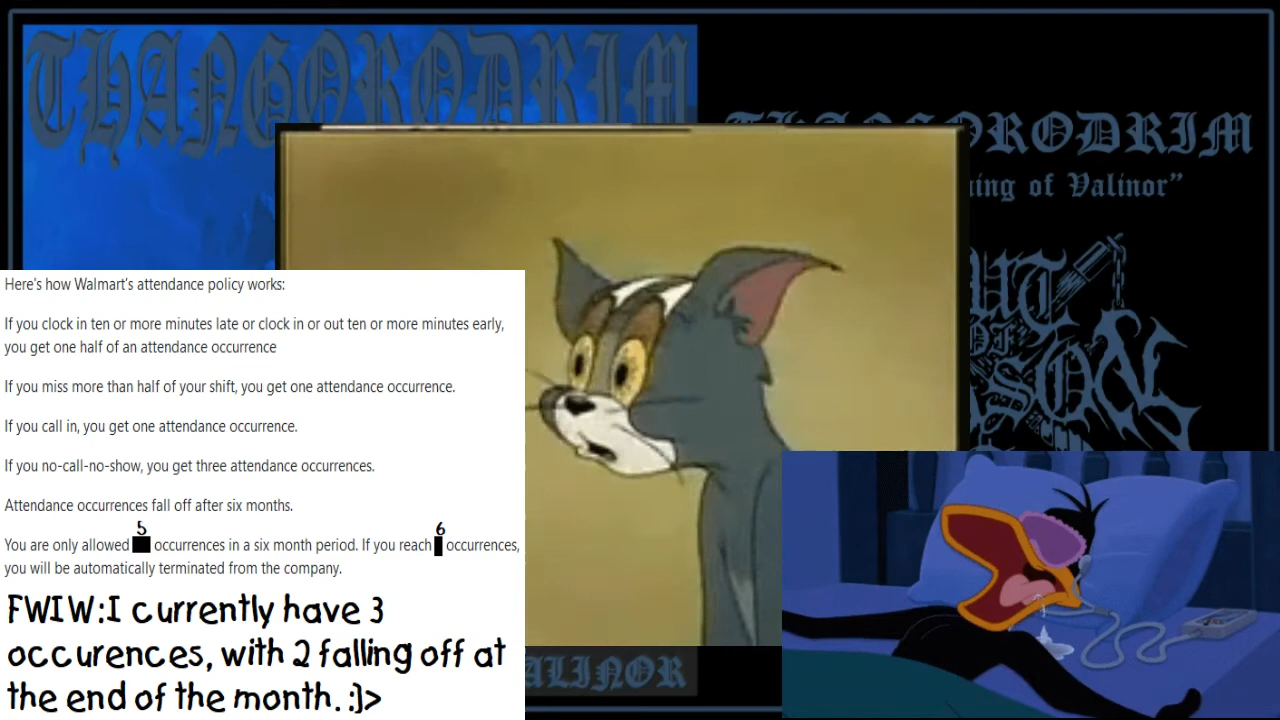 THANGORODRIM
ORODRIM
of Valinor”
Here's how Walmart's attendance policy works:
If you clock in ten or more minutes late or clock in or out ten or more minutes early,
you get one half of an attendance occurrence
If you miss more than half of your shift, you get one attendance occurrence.
If you call in, you get one attendance occurrence.
If you no-call-no-show, you get three attendance occurrences.
Attendance occurrences fall off after six months.
5 6
You are only allowed occurrences in a six month period. If you reach occurrences,
you will be automatically terminated from the company.
FWIW:I currently have 3
occurences, with 2 falling off at
the end of the month. :]>
ALINOR